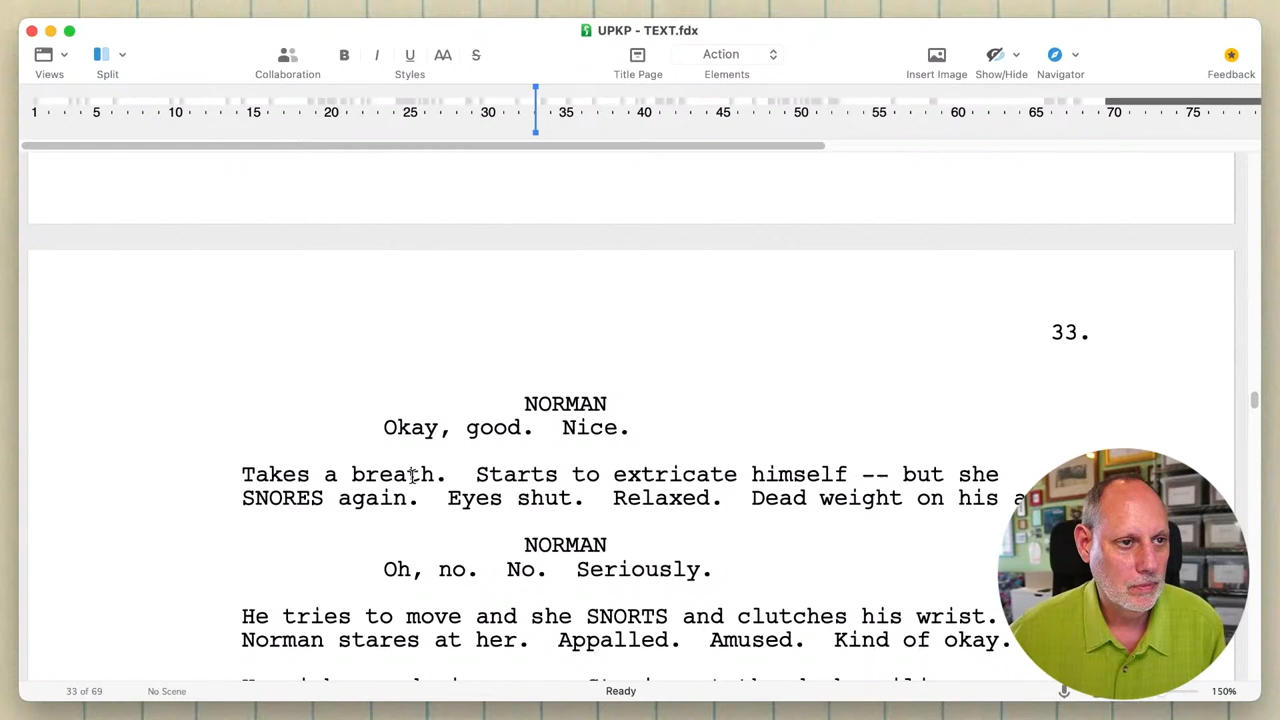 UPKP - TEXT.fdx
Views
Split
Collaboration
B I U AA S
Styles
Title Page
Action
Elements
Insert Image
Show/Hide
Navigator
Feedback
1 5 10 15 20 25 30 35 40 45 50 55 60 65 70 75
33.
NORMAN
Okay, good. Nice.
Takes a breath. Starts to extricate himself -- but she
SNORES again. Eyes shut. Relaxed. Dead weight on his
NORMAN
Oh, no. No. Seriously.
He tries to move and she SNORTS and clutches his wrist.
Norman stares at her. Appalled. Amused. Kind of okay.
33 of 69
No Scene
Ready
150%